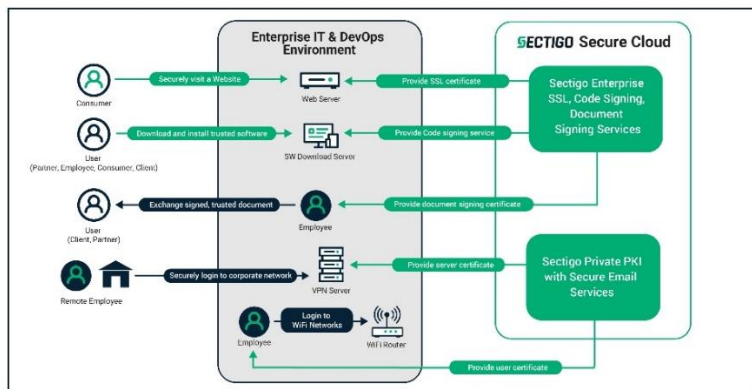 Enterprise IT & DevOps
Environment
SECTIGO Secure Cloud
Consumer
Securely visit a Website
Web Server
Provide SSL certificate
Sectigo Enterprise
SSL, Code Signing,
Document
Signing Services
User
(Partner, Employee, Consumer, Client)
Download and install trusted software
SW Download Server
Provide Code signing service
User
(Client, Partner)
Exchange signed, trusted document
Employee
Provide document signing certificate
Remote Employee
Securely login to corporate network
VPN Server
Provide server certificate
Sectigo Private PKI
with Secure Email
Services
Employee
Login to
WiFi Networks
WiFi Router
Provide user certificate